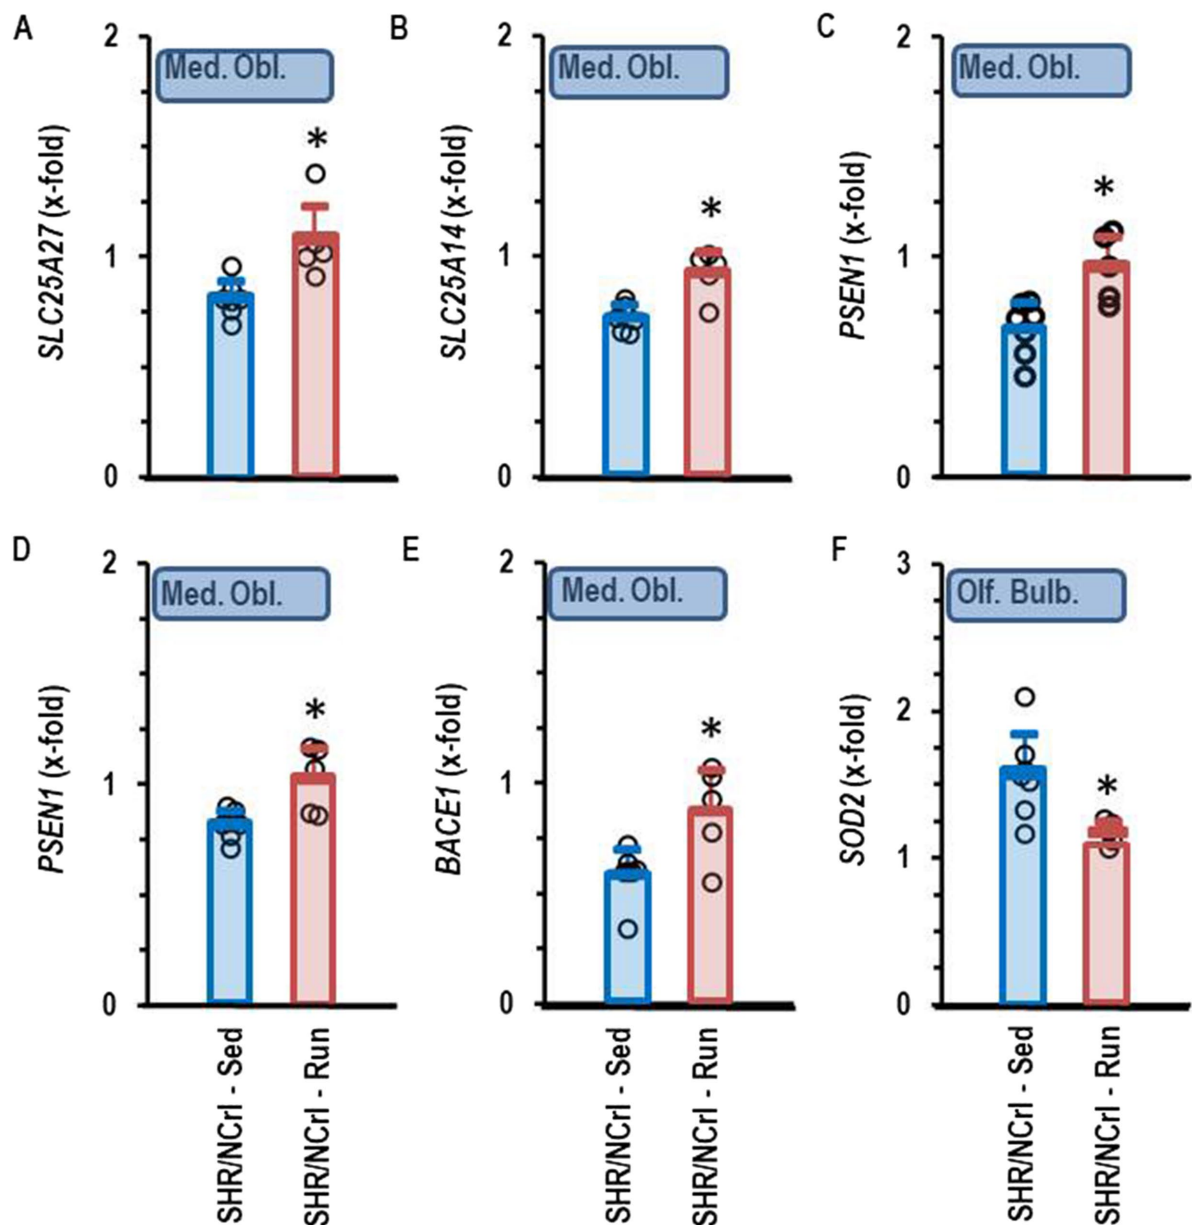 A
2
1
0
SLC25A27 (x-fold)
Med. Obl.
*
B
2
1
0
SLC25A14 (x-fold)
Med. Obl.
*
C
2
1
0
PSEN1 (x-fold)
Med. Obl.
*
D
2
1
0
PSEN1 (x-fold)
Med. Obl.
*
SHR/NCrl - Sed
SHR/NCrl - Run
E
2
1
0
BACE1 (x-fold)
Med. Obl.
*
SHR/NCrl - Sed
SHR/NCrl - Run
F
3
2
1
0
SOD2 (x-fold)
Olf. Bulb.
*
SHR/NCrl - Sed
SHR/NCrl - Run